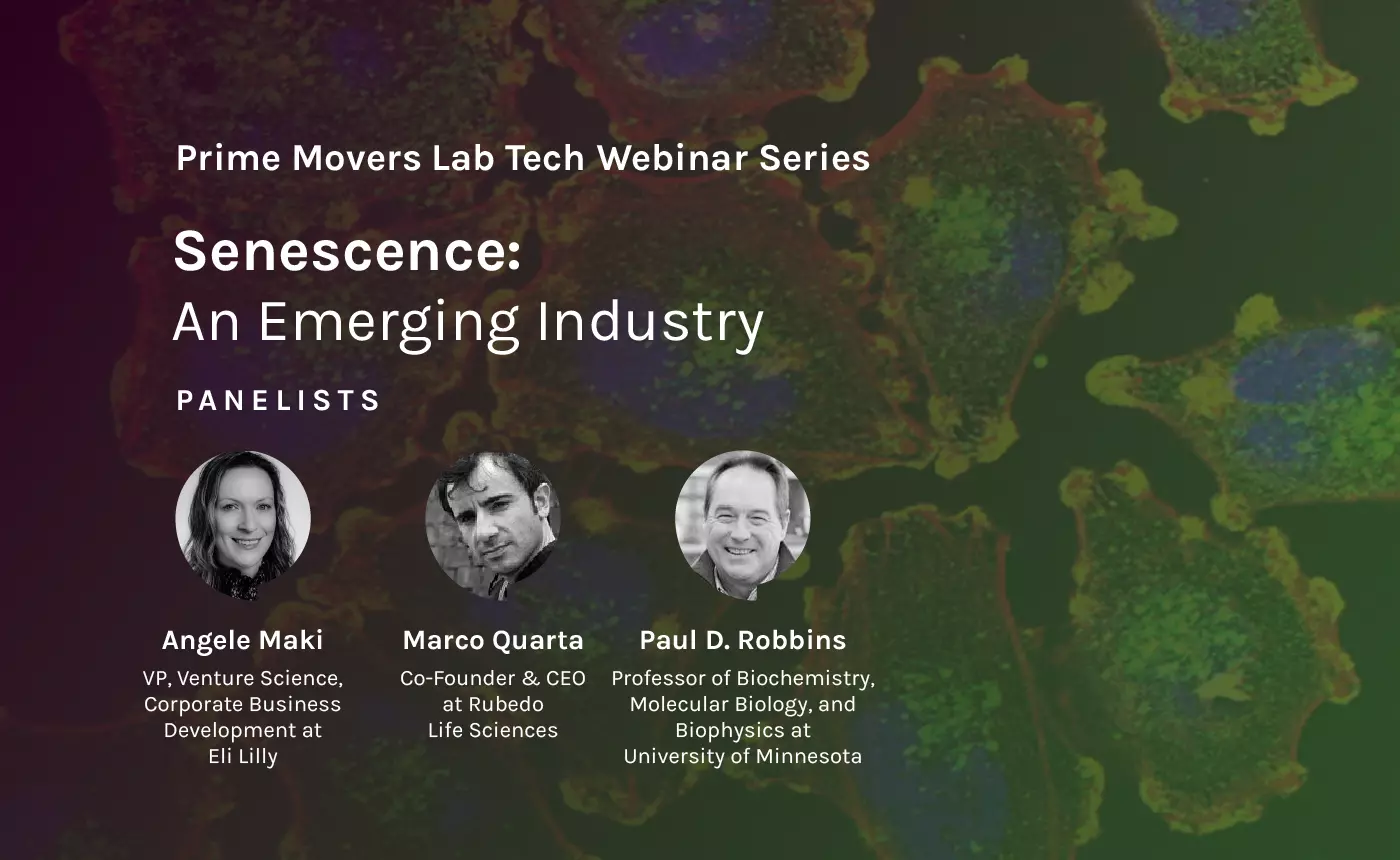 Prime Movers Lab Tech Webinar Series
Senescence:
An Emerging Industry
PANELISTS
Angele Maki
VP, Venture Science,
Corporate Business
Development at
Eli Lilly
Marco Quarta
Co-Founder & CEO
at Rubedo
Life Sciences
Paul D. Robbins
Professor of Biochemistry,
Molecular Biology, and
Biophysics at
University of Minnesota